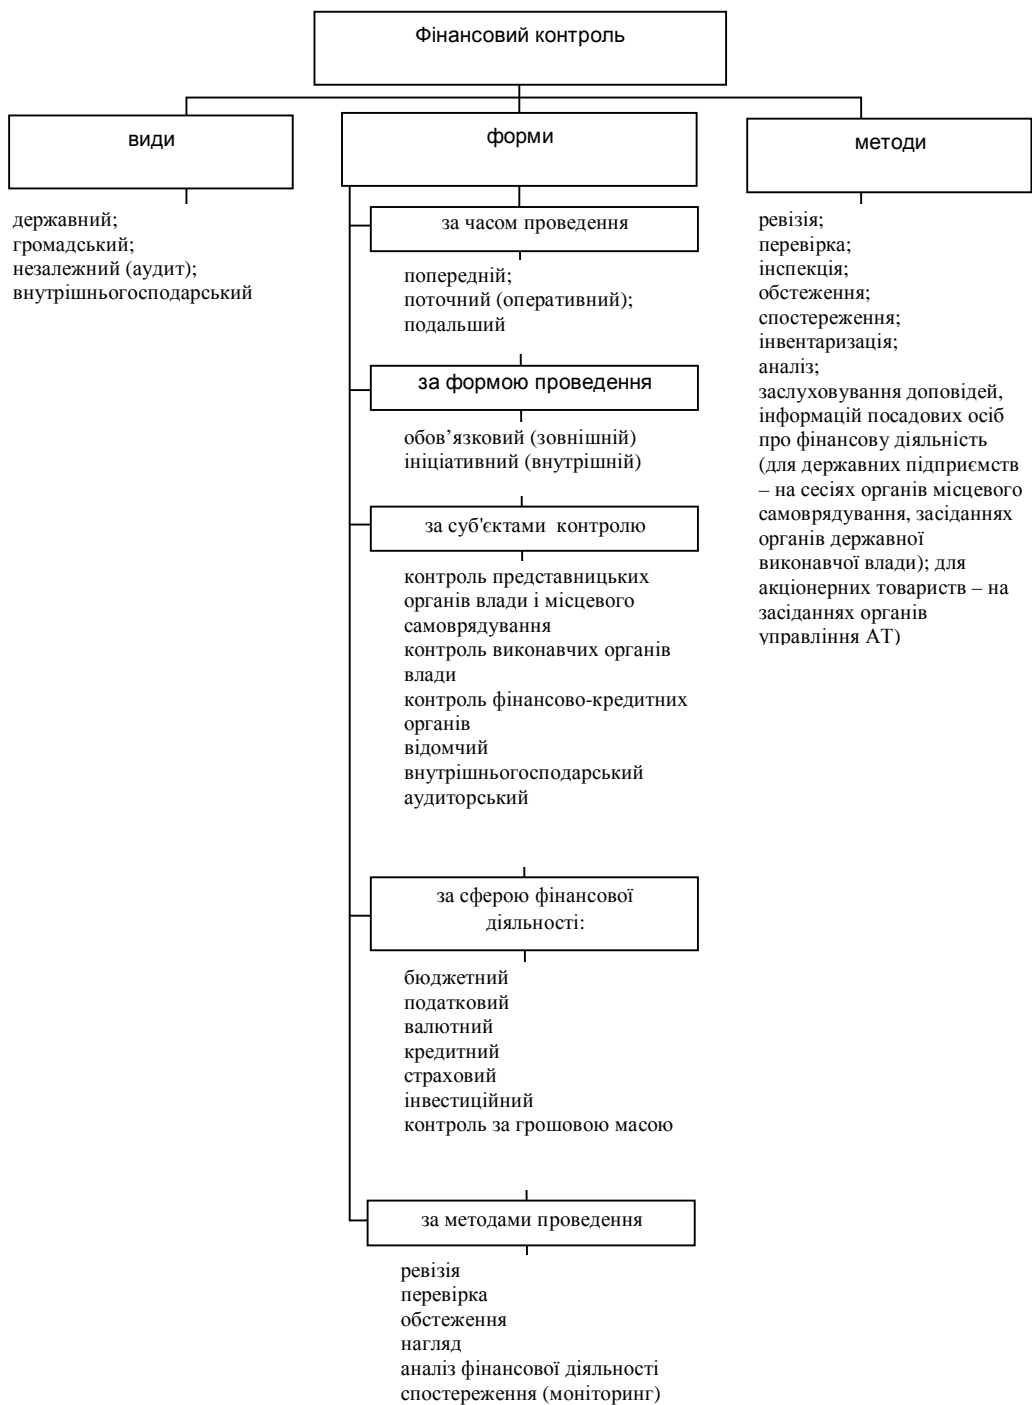 Фінансовий контроль
види
державний;
громадський;
незалежний (аудит);
внутрішньогосподарський
форми
за часом проведення
попередній;
поточний (оперативний);
подальший
за формою проведення
обов’язковий (зовнішній)
ініціативний (внутрішній)
за суб'єктами контролю
контроль представницьких
органів влади і місцевого
самоврядування
контроль виконавчих органів
влади
контроль фінансово-кредитних
органів
відомчий
внутрішньогосподарський
аудиторський
за сферою фінансової
діяльності:
бюджетний
податковий
валютний
кредитний
страховий
інвестиційний
контроль за грошовою масою
за методами проведення
ревізія
перевірка
обстеження
нагляд
аналіз фінансової діяльності
спостереження (моніторинг)
методи
ревізія;
перевірка;
інспекція;
обстеження;
спостереження;
інвентаризація;
аналіз;
заслуховування доповідей,
інформацій посадових осіб
про фінансову діяльність
(для державних підприємств
– на сесіях органів місцевого
самоврядування, засіданнях
органів державної
виконавчої влади); для
акціонерних товариств – на
засіданнях органів
управління АТ)